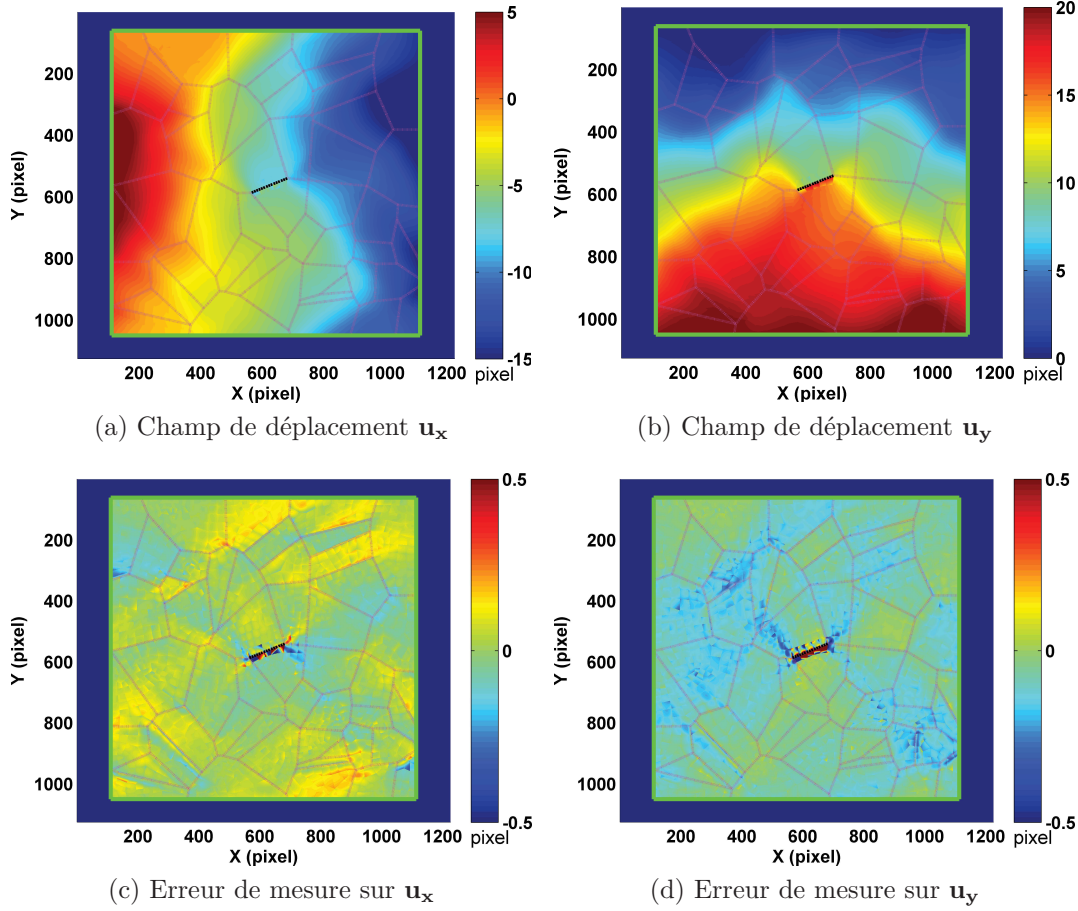 5
200
0
400
Y (pixel)
-5
600
800
-10
1000
-15
200 400 600 800 1000 1200
pixel
X (pixel)
(a) Champ de déplacement ux
20
200
15
400
Y (pixel)
10
600
800
5
1000
0
200 400 600 800 1000 1200
pixel
X (pixel)
(b) Champ de déplacement uy
0.5
200
400
Y (pixel)
600
0
800
1000
-0.5
200 400 600 800 1000 1200
pixel
X (pixel)
(c) Erreur de mesure sur ux
0.5
200
400
Y (pixel)
600
0
800
1000
-0.5
200 400 600 800 1000 1200
pixel
X (pixel)
(d) Erreur de mesure sur uy